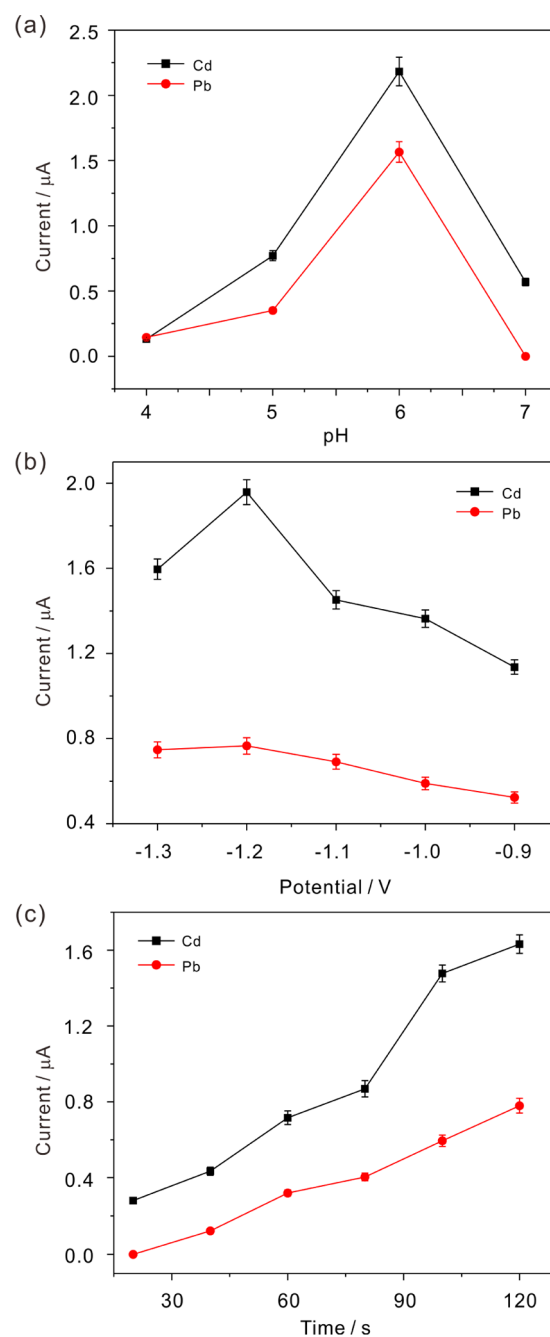 (a)
2.5
2.0
1.5
1.0
0.5
0.0
Current / μA
Cd
Pb
4 5 6 7
pH
(b)
2.0
1.6
1.2
0.8
0.4
Current / μA
Cd
Pb
-1.3 -1.2 -1.1 -1.0 -0.9
Potential / V
(c)
1.6
1.2
0.8
0.4
0.0
Current / μA
Cd
Pb
30 60 90 120
Time / s